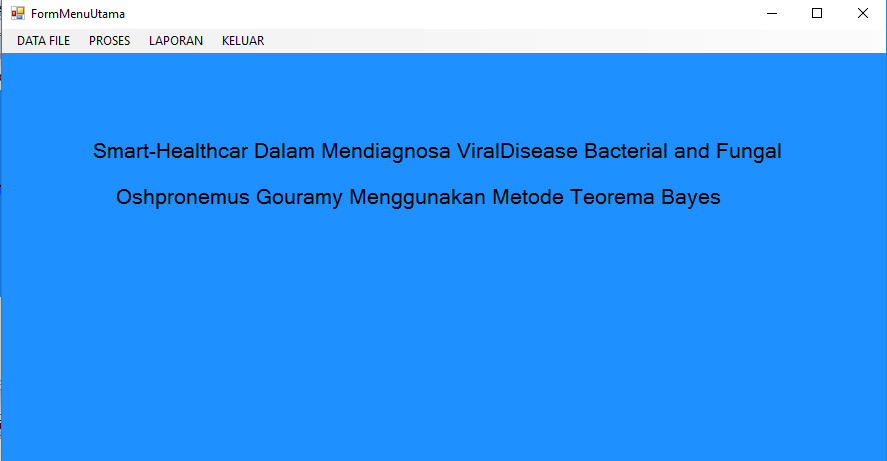 FormMenuUtama
DATA FILE PROSES LAPORAN KELUAR
Smart-Healthcar Dalam Mendiagnosa ViralDisease Bacterial and Fungal
Oshpronemus Gouramy Menggunakan Metode Teorema Bayes